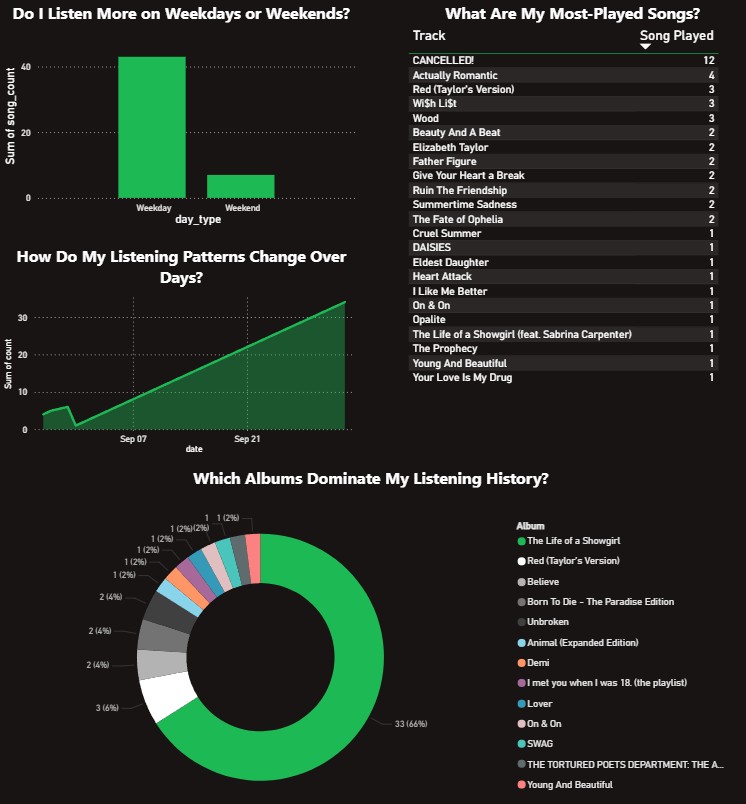 Do I Listen More on Weekdays or Weekends?
Sum of song_count
40
20
0
Weekday Weekend
day_type
How Do My Listening Patterns Change Over
Days?
Sum of count
30
20
10
0
Sep 07 Sep 21
date
What Are My Most-Played Songs?
Track Song Played
CANCELLED! 12
Actually Romantic 4
Red (Taylor's Version) 3
Wi$h Li$t 3
Wood 3
Beauty And A Beat 2
Elizabeth Taylor 2
Father Figure 2
Give Your Heart a Break 2
Ruin The Friendship 2
Summertime Sadness 2
The Fate of Ophelia 2
Cruel Summer 1
DAISIES 1
Eldest Daughter 1
Heart Attack 1
I Like Me Better 1
On & On 1
Opalite 1
The Life of a Showgirl (feat. Sabrina Carpenter) 1
The Prophecy 1
Young And Beautiful 1
Your Love Is My Drug 1
Which Albums Dominate My Listening History?
1 1 (2%)
1 (2%) (2%)
1 (2%)
1 (2%)
1 (2%)
1 (2%)
2 (4%)
2 (4%)
2 (4%)
3 (6%)
33 (66%)
Album
The Life of a Showgirl
Red (Taylor's Version)
Believe
Born To Die – The Paradise Edition
Unbroken
Animal (Expanded Edition)
Demi
I met you when I was 18. (the playlist)
Lover
On & On
SWAG
THE TORTURED POETS DEPARTMENT: THE A...
Young And Beautiful